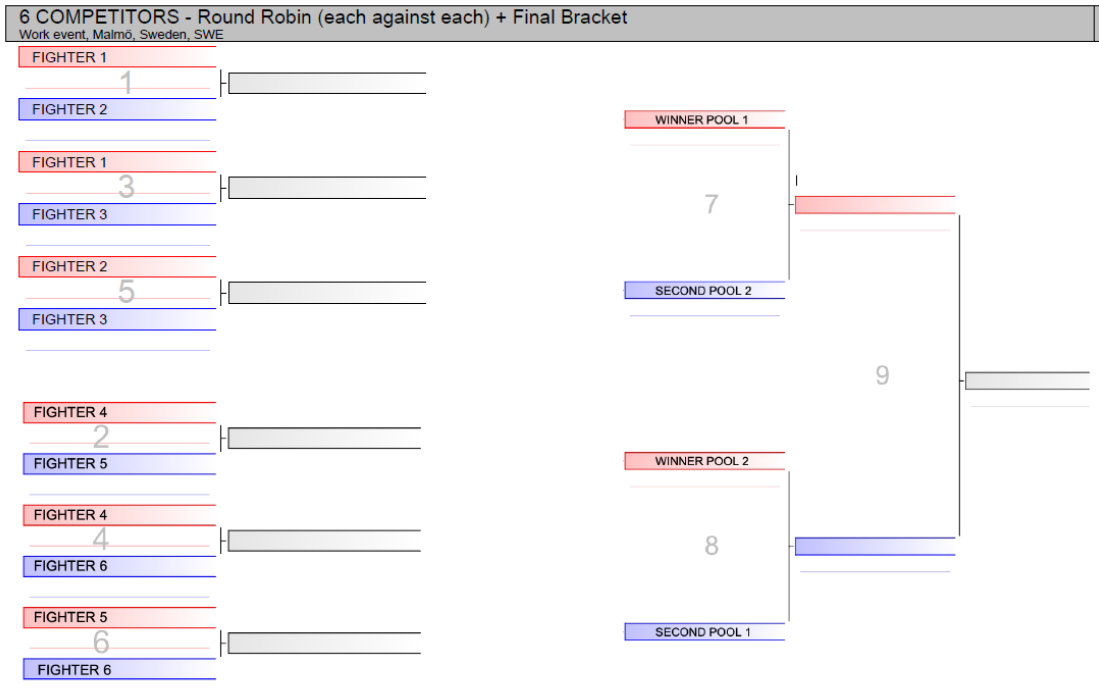 6 COMPETITORS - Round Robin (each against each) + Final Bracket
Work event, Malmö, Sweden, SWE
FIGHTER 1
1
FIGHTER 2
FIGHTER 1
3
FIGHTER 3
FIGHTER 2
5
FIGHTER 3
FIGHTER 4
2
FIGHTER 5
FIGHTER 4
4
FIGHTER 6
FIGHTER 5
6
FIGHTER 6
WINNER POOL 1
7
SECOND POOL 2
WINNER POOL 2
8
SECOND POOL 1
9